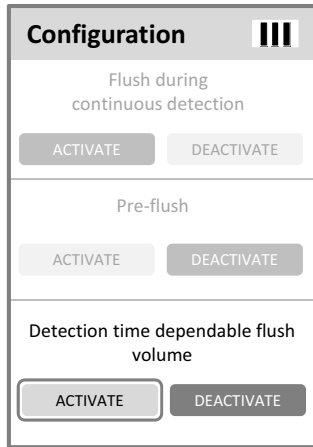 Configuration
Flush during
continuous detection
ACTIVATE DEACTIVATE
Pre-flush
ACTIVATE DEACTIVATE
Detection time dependable flush
volume
ACTIVATE DEACTIVATE